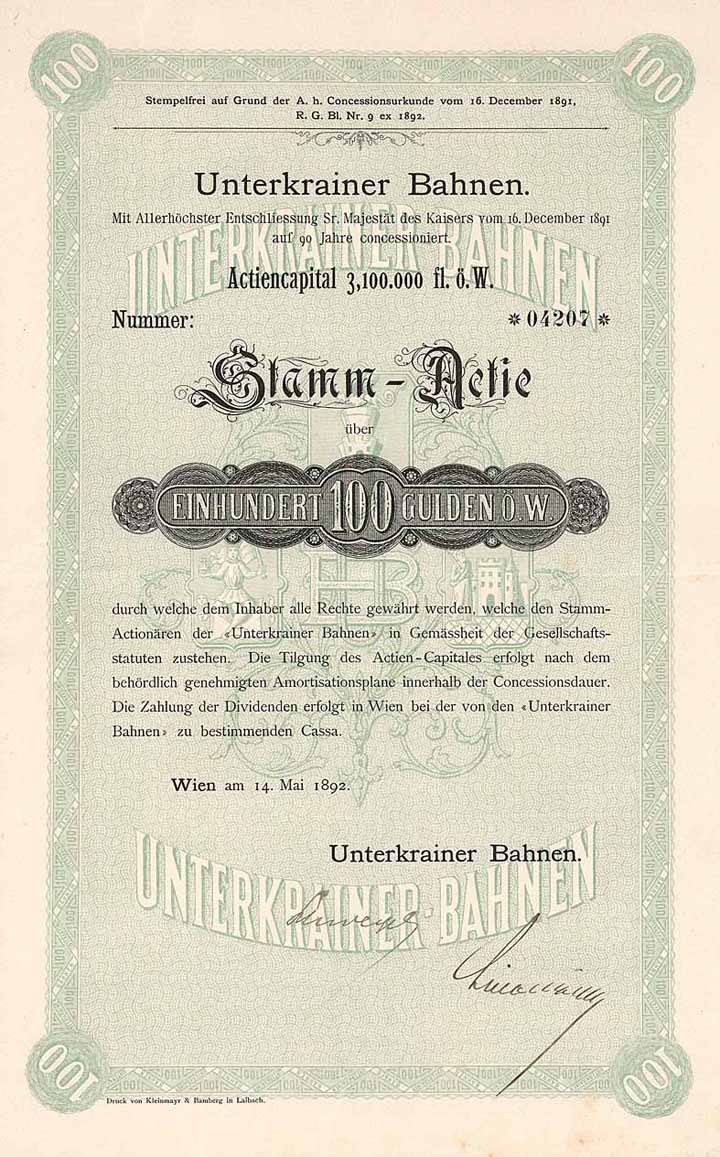 100 100
Stempelfrei auf Grund der A. h. Concessionsurkunde vom 16. December 1891,
R. G. Bl. Nr. 9 ex 1892.
Unterkrainer Bahnen.
Mit Allerhöchster Entschliessung Sr. Majestät des Kaisers vom 16. December 1891
auf 90 Jahre concessioniert.
UNTERKRAINER BAHNEN
Actiencapital 3,100.000 fl. ö. W.
Nummer: * 04207 *
Stamm-Actie
über
EINHUNDERT 100 GULDEN Ö. W.
durch welche dem Inhaber alle Rechte gewährt werden, welche den Stamm-
Actionären der «Unterkrainer Bahnen» in Gemässheit der Gesellschafts-
statuten zustehen. Die Tilgung des Actien-Capitales erfolgt nach dem
behördlich genehmigten Amortisationsplane innerhalb der Concessionsdauer.
Die Zahlung der Dividenden erfolgt in Wien bei der von den «Unterkrainer
Bahnen» zu bestimmenden Cassa.
Wien am 14. Mai 1892.
Unterkrainer Bahnen.
UNTERKRAINER BAHNEN
100 100
Druck von Kleinmayr & Bamberg in Laibach.